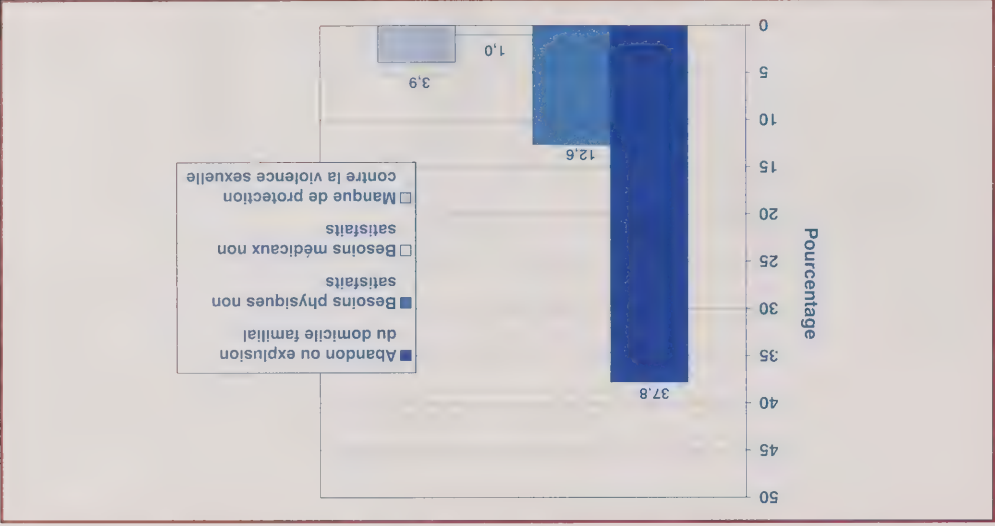 50
45
40
35
30
25
20
15
10
5
0
Pourcentage
37.8
12,6
1,0
3,9
Abandon ou explusion
du domicile familial
Besoins physiques non
satisfaits
Besoins médicaux non
satisfaits
Manque de protection
contre la violence sexuelle